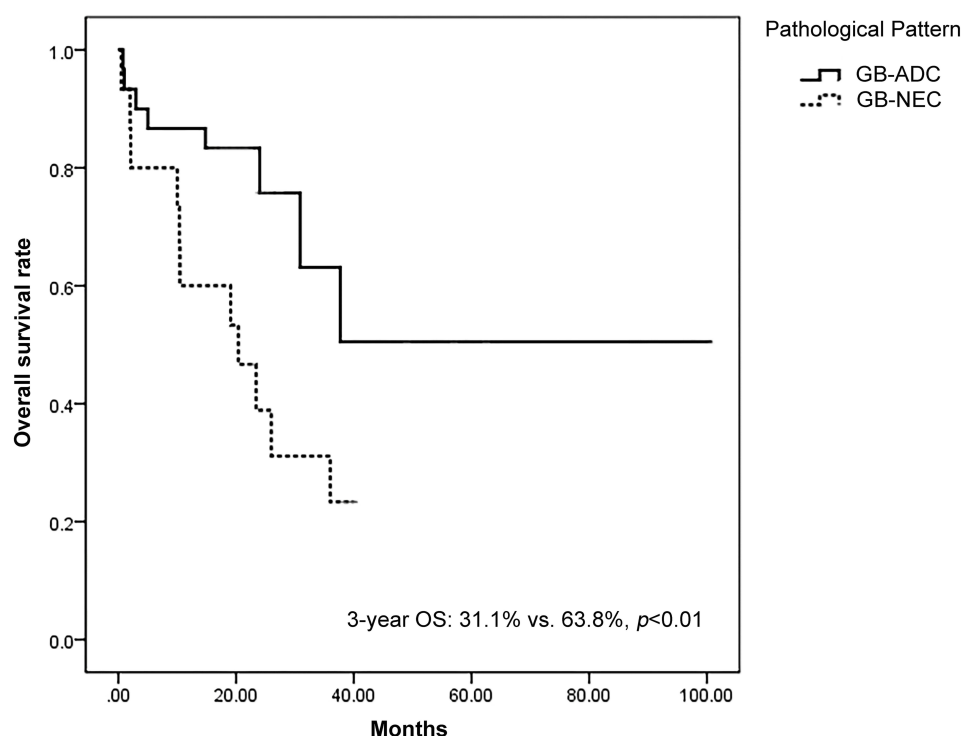 Pathological Pattern
GB-ADC
GB-NEC
1.0
0.8
0.6
0.4
0.2
0.0
Overall survival rate
3-year OS: 31.1% vs. 63.8%, p<0.01
.00 20.00 40.00 60.00 80.00 100.00
Months